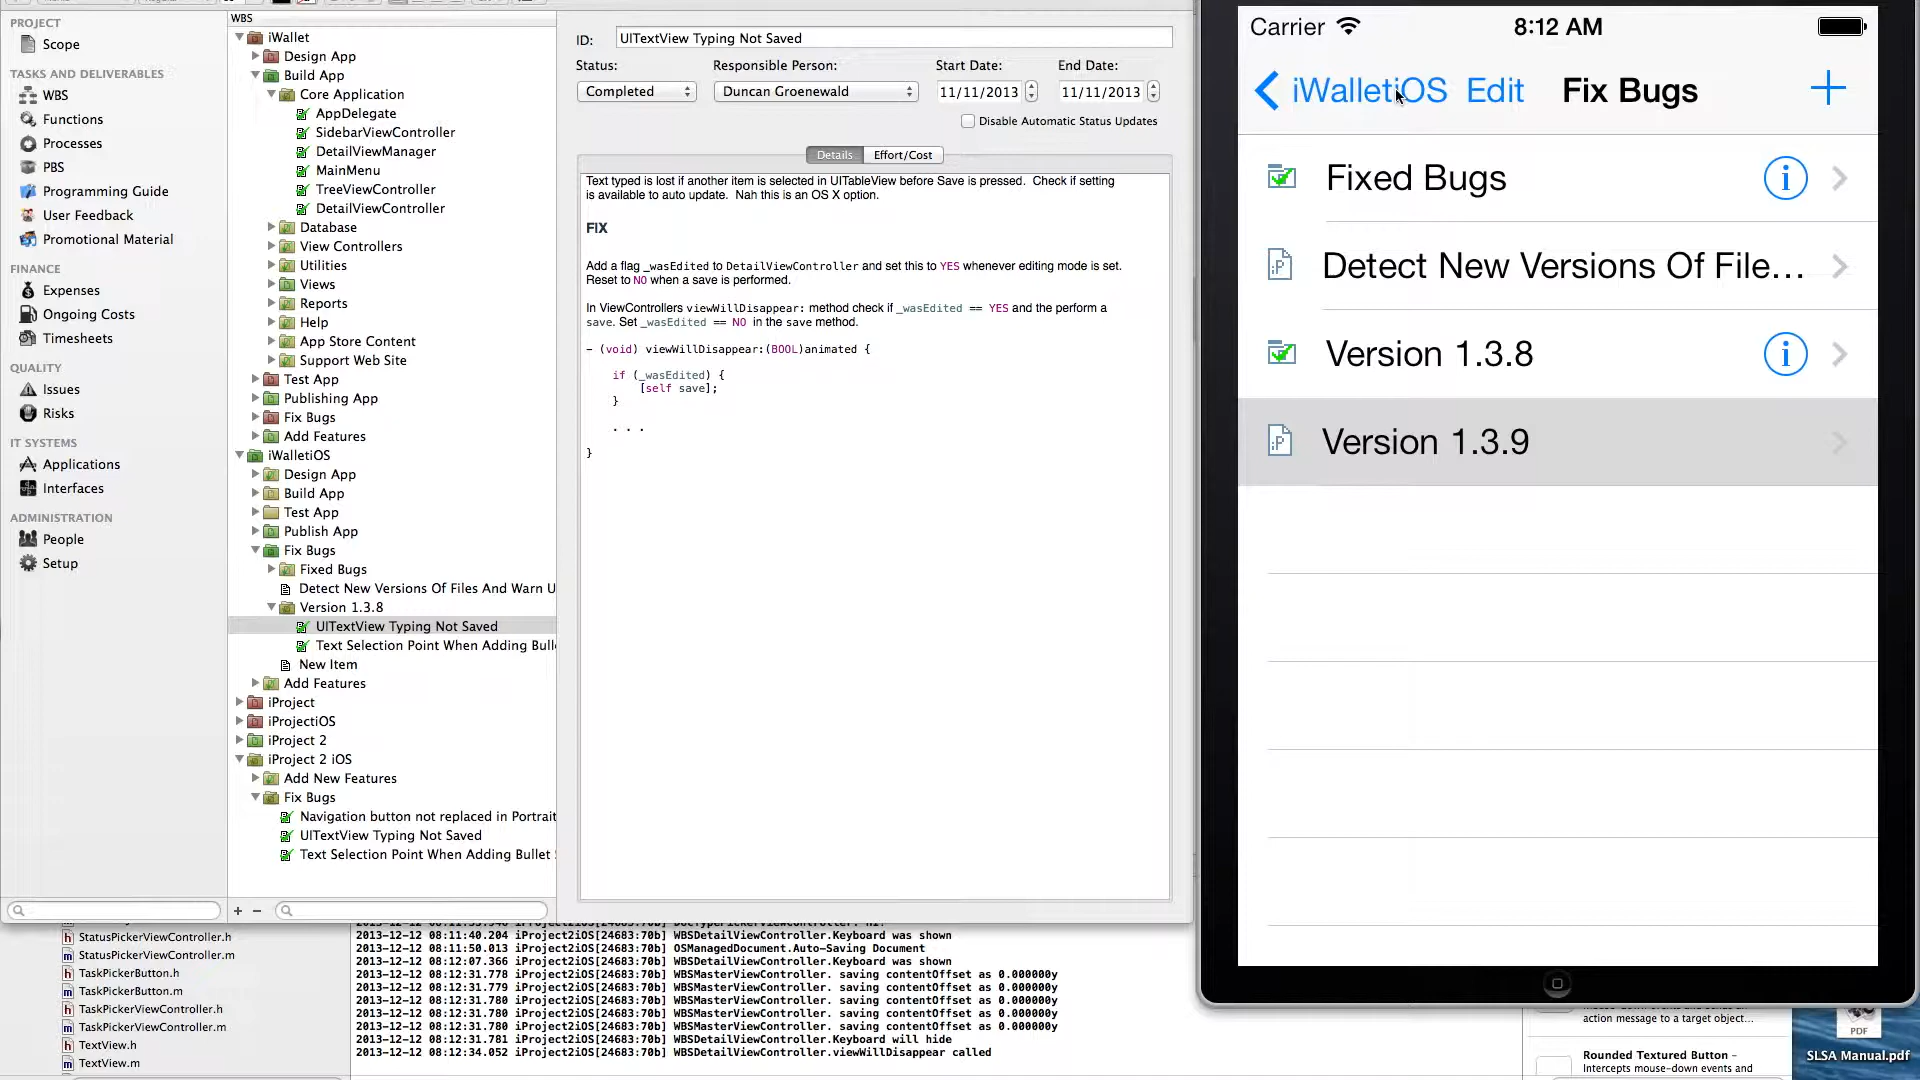 PROJECT
Scope
TASKS AND DELIVERABLES
WBS
Functions
Processes
PBS
Programming Guide
User Feedback
Promotional Material
FINANCE
Expenses
Ongoing Costs
Timesheets
QUALITY
Issues
Risks
IT SYSTEMS
Applications
Interfaces
ADMINISTRATION
People
Setup
WBS
iWallet
Design App
Build App
Core Application
AppDelegate
SidebarViewController
DetailViewManager
MainMenu
TreeViewController
DetailViewController
Database
View Controllers
Utilities
Views
Reports
Help
App Store Content
Support Web Site
Test App
Publishing App
Fix Bugs
Add Features
iWalletiOS
Design App
Build App
Test App
Publish App
Fix Bugs
Fixed Bugs
Detect New Versions Of Files And Warn U
Version 1.3.8
UITextView Typing Not Saved
Text Selection Point When Adding Bull
New Item
Add Features
iProject
iProjectiOS
iProject 2
iProject 2 iOS
Add New Features
Fix Bugs
Navigation button not replaced in Portrait
UITextView Typing Not Saved
Text Selection Point When Adding Bullet
+ −
ID: UITextView Typing Not Saved
Status: Responsible Person: Start Date: End Date:
Completed Duncan Groenewald 11/11/2013 11/11/2013
Disable Automatic Status Updates
Details Effort/Cost
Text typed is lost if another item is selected in UITableView before Save is pressed. Check if setting
is available to auto update. Nah this is an OS X option.
FIX
Add a flag _wasEdited to DetailViewController and set this to YES whenever editing mode is set.
Reset to NO when a save is performed.
In ViewControllers viewWillDisappear: method check if _wasEdited == YES and the perform a
save. Set _wasEdited == NO in the save method.
- (void) viewWillDisappear:(BOOL)animated {
if (_wasEdited) {
[self save];
}
. . .
}
Carrier 8:12 AM
iWalletiOS Edit Fix Bugs +
Fixed Bugs i
Detect New Versions Of File...
Version 1.3.8 i
Version 1.3.9
StatusPickerViewController.h
StatusPickerViewController.m
TaskPickerButton.h
TaskPickerButton.m
TaskPickerViewController.h
TaskPickerViewController.m
TextView.h
TextView.m
2013-12-12 08:11:40.204 iProject2iOS[24683:70b] WBSDetailViewController.Keyboard was shown
2013-12-12 08:11:50.013 iProject2iOS[24683:70b] OSManagedDocument.Auto-Saving Document
2013-12-12 08:12:07.366 iProject2iOS[24683:70b] WBSDetailViewController.Keyboard was shown
2013-12-12 08:12:31.778 iProject2iOS[24683:70b] WBSMasterViewController. saving contentOffset as 0.000000y
2013-12-12 08:12:31.779 iProject2iOS[24683:70b] WBSMasterViewController. saving contentOffset as 0.000000y
2013-12-12 08:12:31.780 iProject2iOS[24683:70b] WBSMasterViewController. saving contentOffset as 0.000000y
2013-12-12 08:12:31.780 iProject2iOS[24683:70b] WBSMasterViewController. saving contentOffset as 0.000000y
2013-12-12 08:12:31.780 iProject2iOS[24683:70b] WBSMasterViewController. saving contentOffset as 0.000000y
2013-12-12 08:12:31.781 iProject2iOS[24683:70b] WBSDetailViewController.Keyboard will hide
2013-12-12 08:12:34.052 iProject2iOS[24683:70b] WBSDetailViewController.viewWillDisappear called
action message to a target object...
Rounded Textured Button –
Intercepts mouse-down events and
PDF
SLSA Manual.pdf